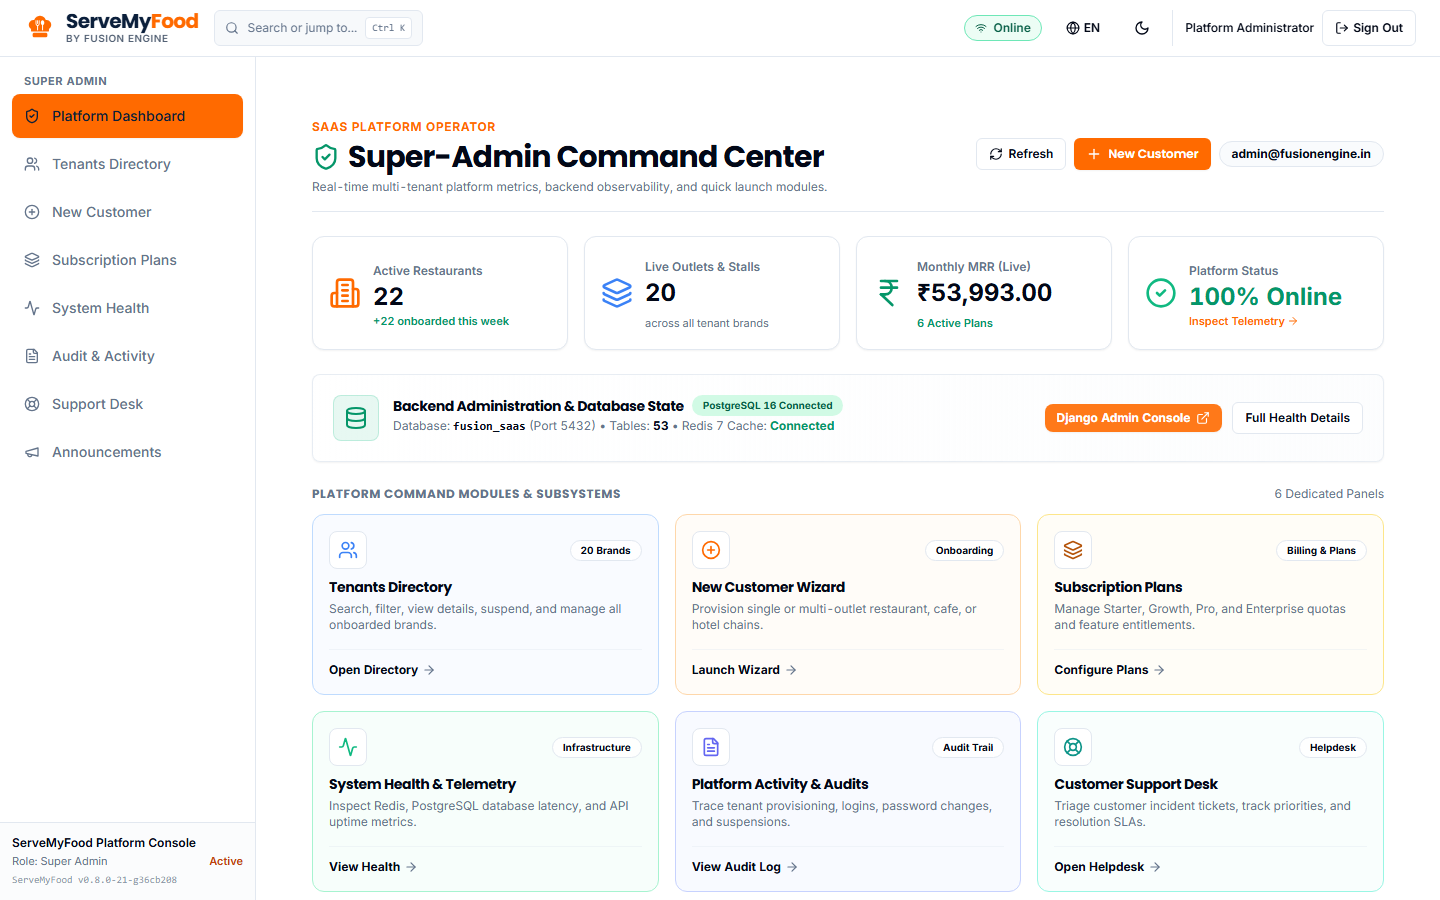 ServeMyFood
BY FUSION ENGINE
Search or jump to...
Ctrl K
Online
EN
Platform Administrator
Sign Out
SUPER ADMIN
Platform Dashboard
Tenants Directory
New Customer
Subscription Plans
System Health
Audit & Activity
Support Desk
Announcements
ServeMyFood Platform Console
Role: Super Admin
Active
ServeMyFood v0.8.0-21-g36cb208
SAAS PLATFORM OPERATOR
Super-Admin Command Center
Real-time multi-tenant platform metrics, backend observability, and quick launch modules.
Refresh
New Customer
admin@fusionengine.in
Active Restaurants
22
+22 onboarded this week
Live Outlets & Stalls
20
across all tenant brands
Monthly MRR (Live)
₹53,993.00
6 Active Plans
Platform Status
100% Online
Inspect Telemetry →
Backend Administration & Database State
PostgreSQL 16 Connected
Database: fusion_saas (Port 5432) • Tables: 53 • Redis 7 Cache: Connected
Django Admin Console
Full Health Details
PLATFORM COMMAND MODULES & SUBSYSTEMS
6 Dedicated Panels
20 Brands
Tenants Directory
Search, filter, view details, suspend, and manage all
onboarded brands.
Open Directory →
Onboarding
New Customer Wizard
Provision single or multi-outlet restaurant, cafe, or
hotel chains.
Launch Wizard →
Billing & Plans
Subscription Plans
Manage Starter, Growth, Pro, and Enterprise quotas
and feature entitlements.
Configure Plans →
Infrastructure
System Health & Telemetry
Inspect Redis, PostgreSQL database latency, and API
uptime metrics.
View Health →
Audit Trail
Platform Activity & Audits
Trace tenant provisioning, logins, password changes,
and suspensions.
View Audit Log →
Helpdesk
Customer Support Desk
Triage customer incident tickets, track priorities, and
resolution SLAs.
Open Helpdesk →